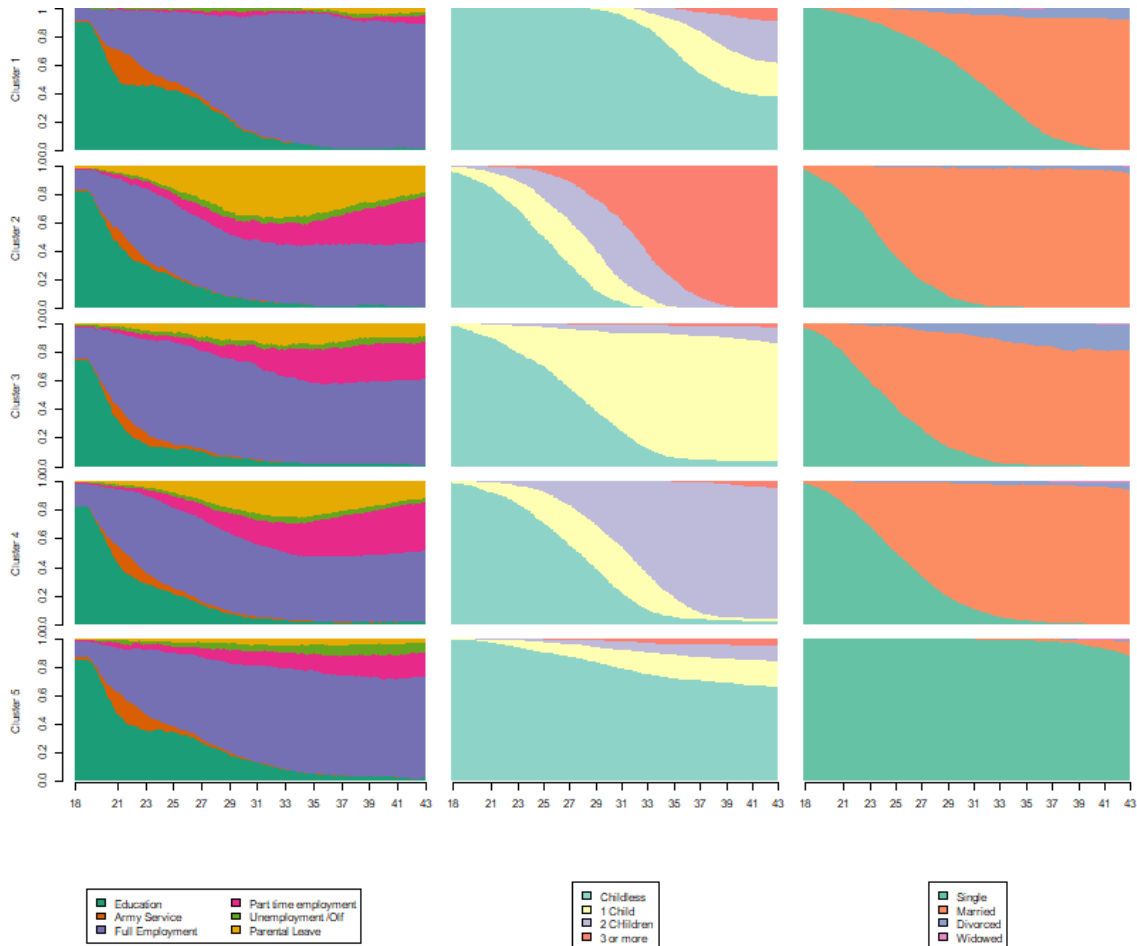 Cluster 1
1
0.8
0.6
0.4
0.2
0.0
Cluster 2
1
0.8
0.6
0.4
0.2
0.0
Cluster 3
1
0.8
0.6
0.4
0.2
0.0
Cluster 4
1
0.8
0.6
0.4
0.2
0.0
Cluster 5
1
0.8
0.6
0.4
0.2
0.0
18 21 23 25 27 29 31 33 35 37 39 41 43
18 21 23 25 27 29 31 33 35 37 39 41 43
18 21 23 25 27 29 31 33 35 37 39 41 43
Education
Army Service
Full Employment
Part time employment
Unemployment /Olf
Parental Leave
Childless
1 Child
2 CHildren
3 or more
Single
Married
Divorced
Widowed